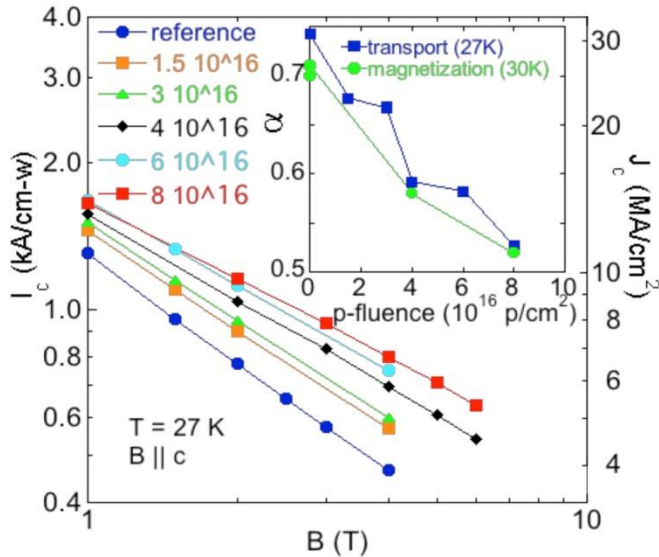 4.0
3.0
2.0
1.0
0.8
0.6
0.4
I_c (kA/cm-w)
reference
1.5 10^16
3 10^16
4 10^16
6 10^16
8 10^16
transport (27K)
magnetization (30K)
0.7
0.6
0.5
α
0 2 4 6 8 10
p-fluence (10^16 p/cm^2)
30
20
10
8
6
4
J_c (MA/cm^2)
T = 27 K
B || c
1 10
B (T)